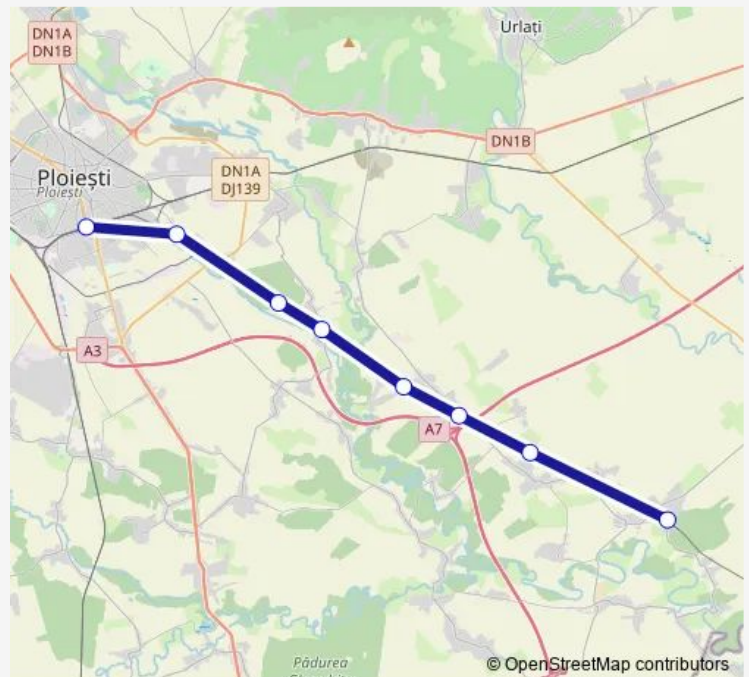 DN1A
DN1B
Urlați
DN1B
DN1A
DJ139
Ploiești
Ploiești
A3
A7
Pădurea
© OpenStreetMap contributors